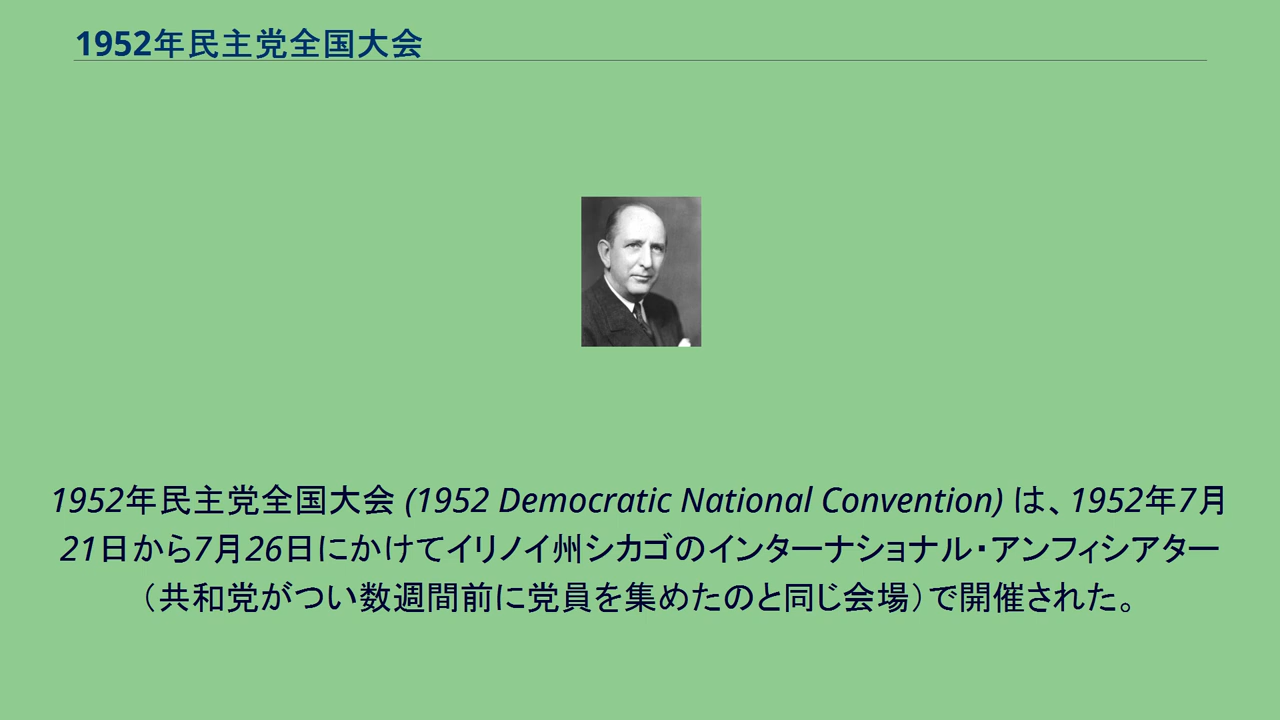 1952年民主党全国大会
1952年民主党全国大会 (1952 Democratic National Convention) は、1952年7月
21日から7月26日にかけてイリノイ州シカゴのインターナショナル・アンフィシアター
（共和党がつい数週間前に党員を集めたのと同じ会場）で開催された。